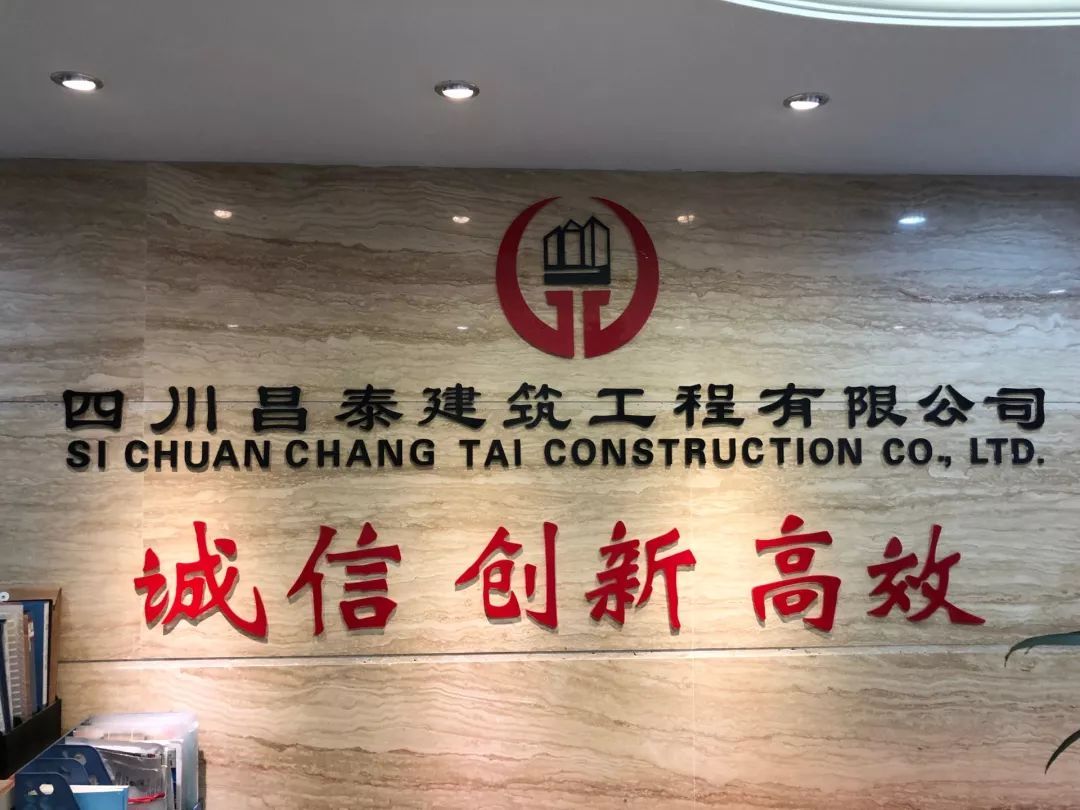 四川昌泰建筑工程有限公司
SI CHUAN CHANG TAI CONSTRUCTION CO., LTD.
诚信 创新 高效